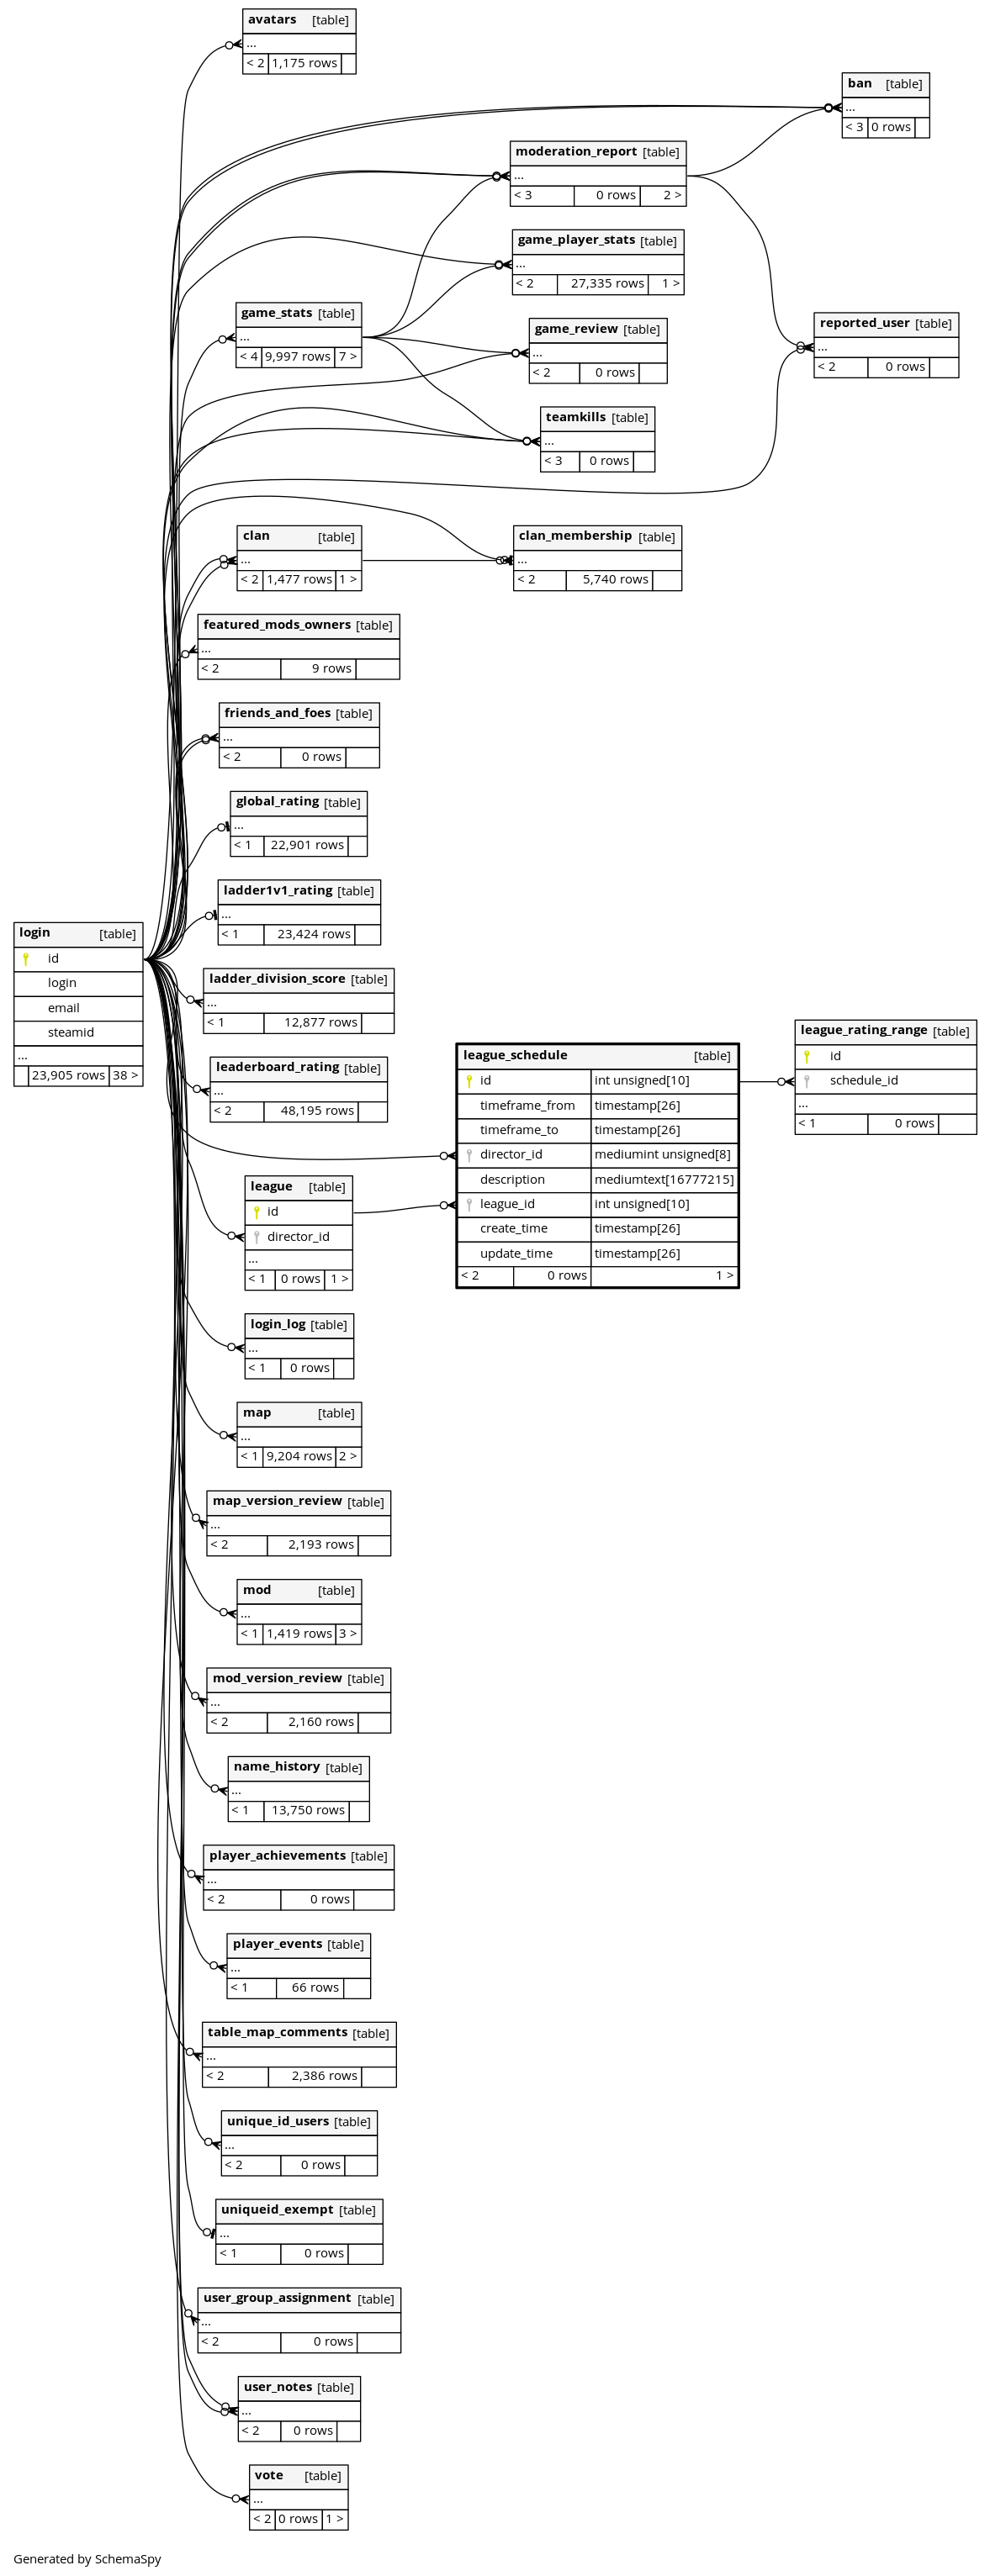 avatars [table]
...
< 2 1,175 rows
ban [table]
...
< 3 0 rows
moderation_report [table]
...
< 3 0 rows 2 >
game_player_stats [table]
...
< 2 27,335 rows 1 >
game_stats [table]
...
< 4 9,997 rows 7 >
game_review [table]
...
< 2 0 rows
reported_user [table]
...
< 2 0 rows
teamkills [table]
...
< 3 0 rows
clan [table]
...
< 2 1,477 rows 1 >
clan_membership [table]
...
< 2 5,740 rows
featured_mods_owners [table]
...
< 2 9 rows
friends_and_foes [table]
...
< 2 0 rows
global_rating [table]
...
< 1 22,901 rows
ladder1v1_rating [table]
...
< 1 23,424 rows
login [table]
id
login
email
steamid
...
23,905 rows 38 >
ladder_division_score [table]
...
< 1 12,877 rows
leaderboard_rating [table]
...
< 2 48,195 rows
league_schedule [table]
id int unsigned[10]
timeframe_from timestamp[26]
timeframe_to timestamp[26]
director_id mediumint unsigned[8]
description mediumtext[16777215]
league_id int unsigned[10]
create_time timestamp[26]
update_time timestamp[26]
< 2 0 rows 1 >
league_rating_range [table]
id
schedule_id
...
< 1 0 rows
league [table]
id
director_id
...
< 1 0 rows 1 >
login_log [table]
...
< 1 0 rows
map [table]
...
< 1 9,204 rows 2 >
map_version_review [table]
...
< 2 2,193 rows
mod [table]
...
< 1 1,419 rows 3 >
mod_version_review [table]
...
< 2 2,160 rows
name_history [table]
...
< 1 13,750 rows
player_achievements [table]
...
< 2 0 rows
player_events [table]
...
< 1 66 rows
table_map_comments [table]
...
< 2 2,386 rows
unique_id_users [table]
...
< 2 0 rows
uniqueid_exempt [table]
...
< 1 0 rows
user_group_assignment [table]
...
< 2 0 rows
user_notes [table]
...
< 2 0 rows
vote [table]
...
< 2 0 rows 1 >
Generated by SchemaSpy